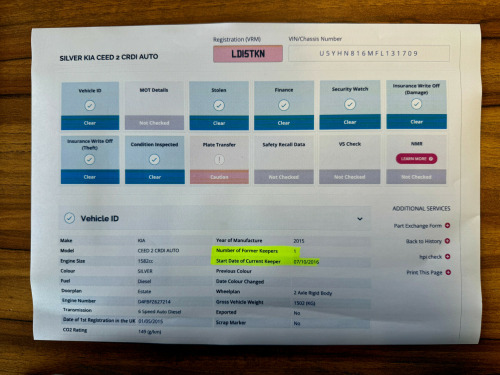 Registration (VRM)
VIN/Chassis Number
SILVER KIA CEED 2 CRDI AUTO
LD15TKN
U5YHN816MFL131709
Vehicle ID
MOT Details
Stolen
Finance
Security Watch
Insurance Write Off
(Damage)
Clear
Not Checked
Clear
Clear
Clear
Clear
Insurance Write Off
(Theft)
Condition Inspected
Plate Transfer
Safety Recall Data
V5 Check
NMR
LEARN MORE
Clear
Clear
Caution
Not Checked
Not Checked
Not Checked
Vehicle ID
ADDITIONAL SERVICES
Part Exchange Form
Back to History
hpi check
Print This Page
Make KIA Year of Manufacture 2015
Model CEED 2 CRDI AUTO Number of Former Keepers 1
Engine Size 1582cc Start Date of Current Keeper 07/10/2016
Colour SILVER Previous Colour
Fuel Diesel Date Colour Changed
Doorplan Estate Wheelplan 2 Axle Rigid Body
Engine Number D4FBFZ627214 Gross Vehicle Weight 1502 (KG)
Transmission 6 Speed Auto Diesel Exported No
Date of 1st Registration in the UK 01/05/2015 Scrap Marker No
CO2 Rating 149 (g/km)